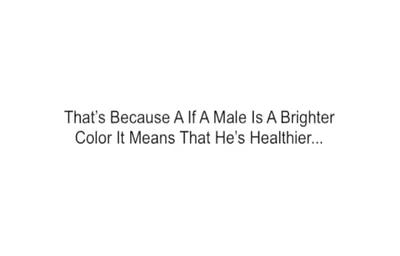 That's Because A If A Male Is A Brighter
Color It Means That He's Healthier...